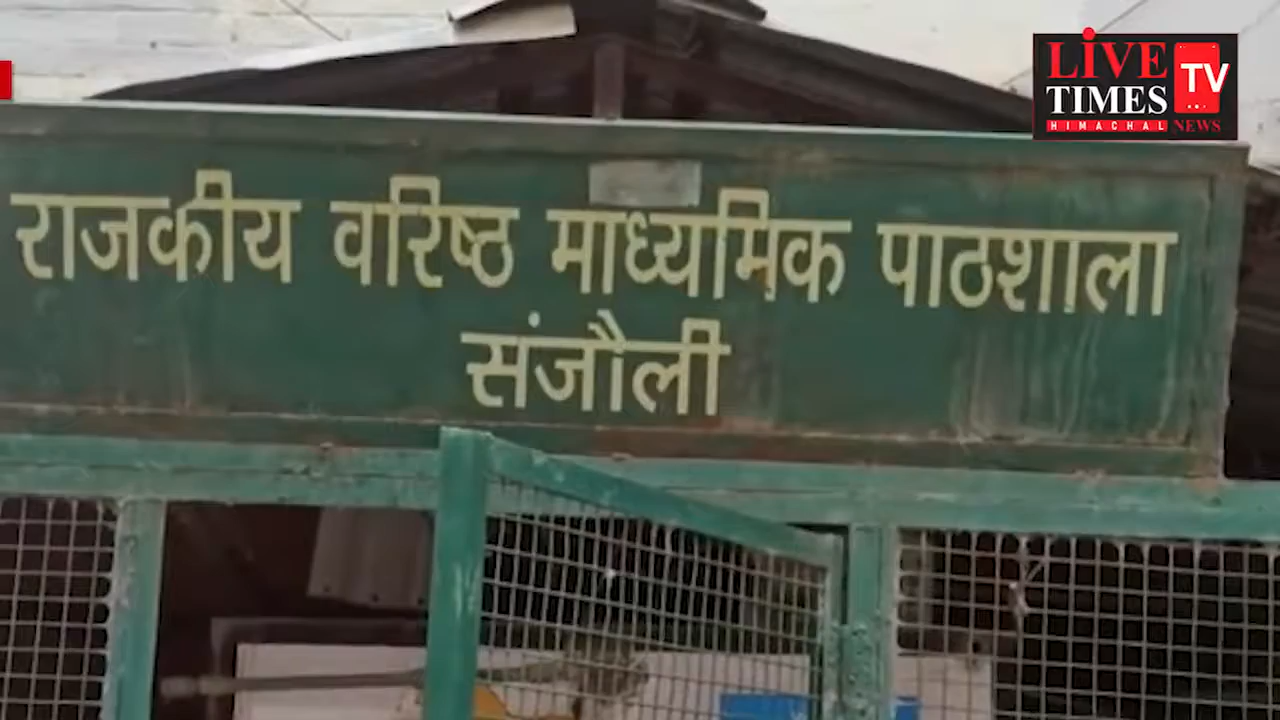 LIVE TV
TIMES
HIMACHAL NEWS
राजकीय वरिष्ठ माध्यमिक पाठशाला
संजौली